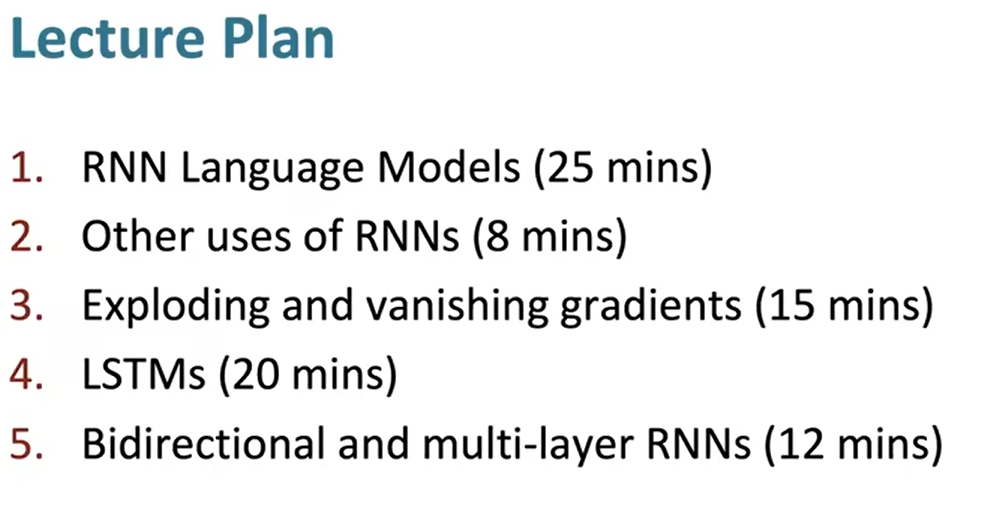 Lecture Plan
1. RNN Language Models (25 mins)
2. Other uses of RNNs (8 mins)
3. Exploding and vanishing gradients (15 mins)
4. LSTMs (20 mins)
5. Bidirectional and multi-layer RNNs (12 mins)